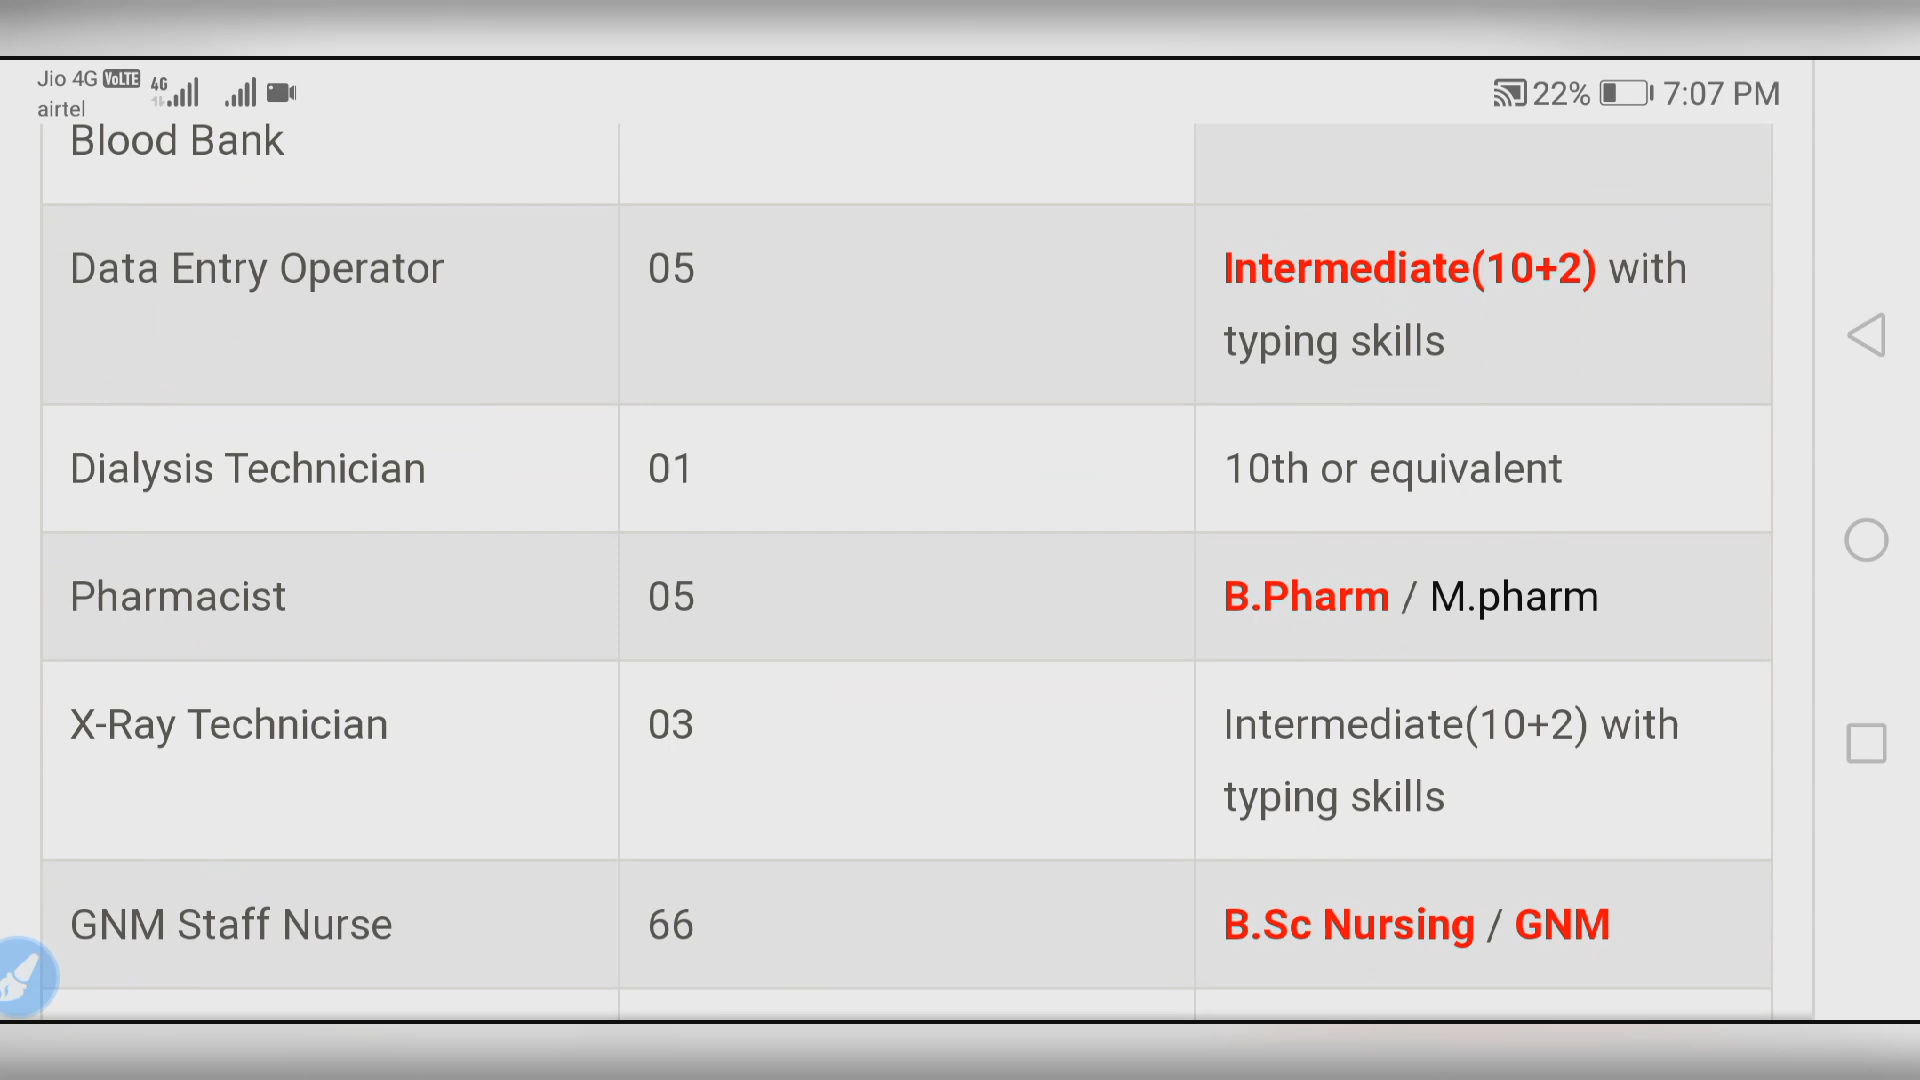 Jio 4G VoLTE 4G 22% 7:07 PM
airtel
Blood Bank
Data Entry Operator 05 Intermediate(10+2) with
typing skills
Dialysis Technician 01 10th or equivalent
Pharmacist 05 B.Pharm / M.pharm
X-Ray Technician 03 Intermediate(10+2) with
typing skills
GNM Staff Nurse 66 B.Sc Nursing / GNM